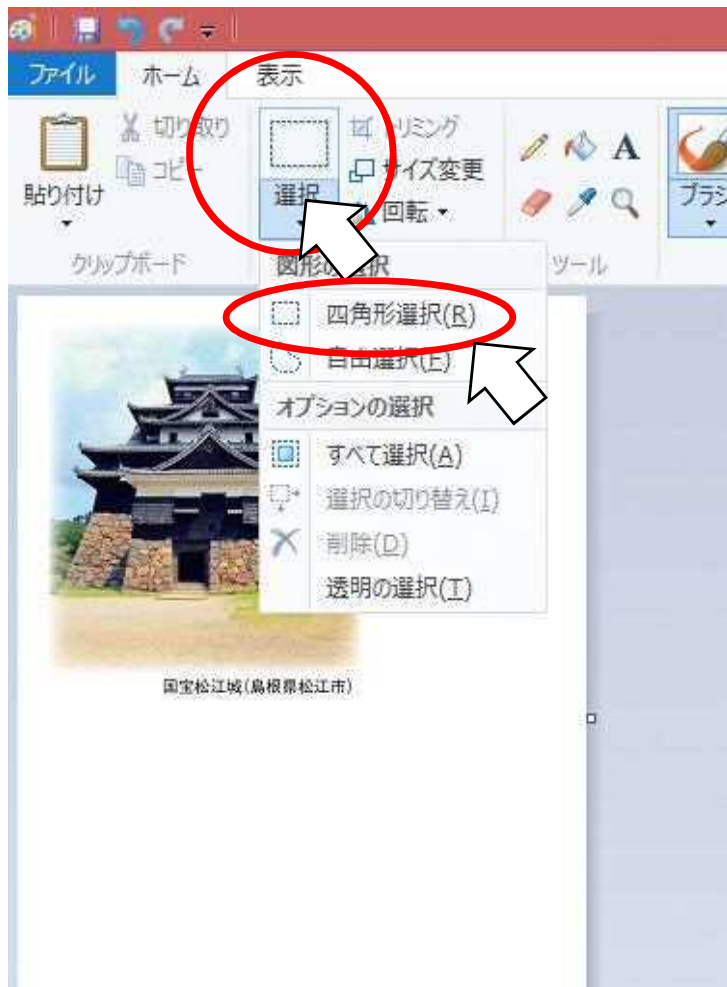 ファイル ホーム 表示
切り取り
コピー
貼り付け
クリップボード
選択
トリミング
サイズ変更
回転
A
ツール
ブラシ
図形の選択
四角形選択(R)
自由選択(F)
オプションの選択
すべて選択(A)
選択の切り替え(I)
削除(D)
透明の選択(T)
国宝松江城(島根県松江市)